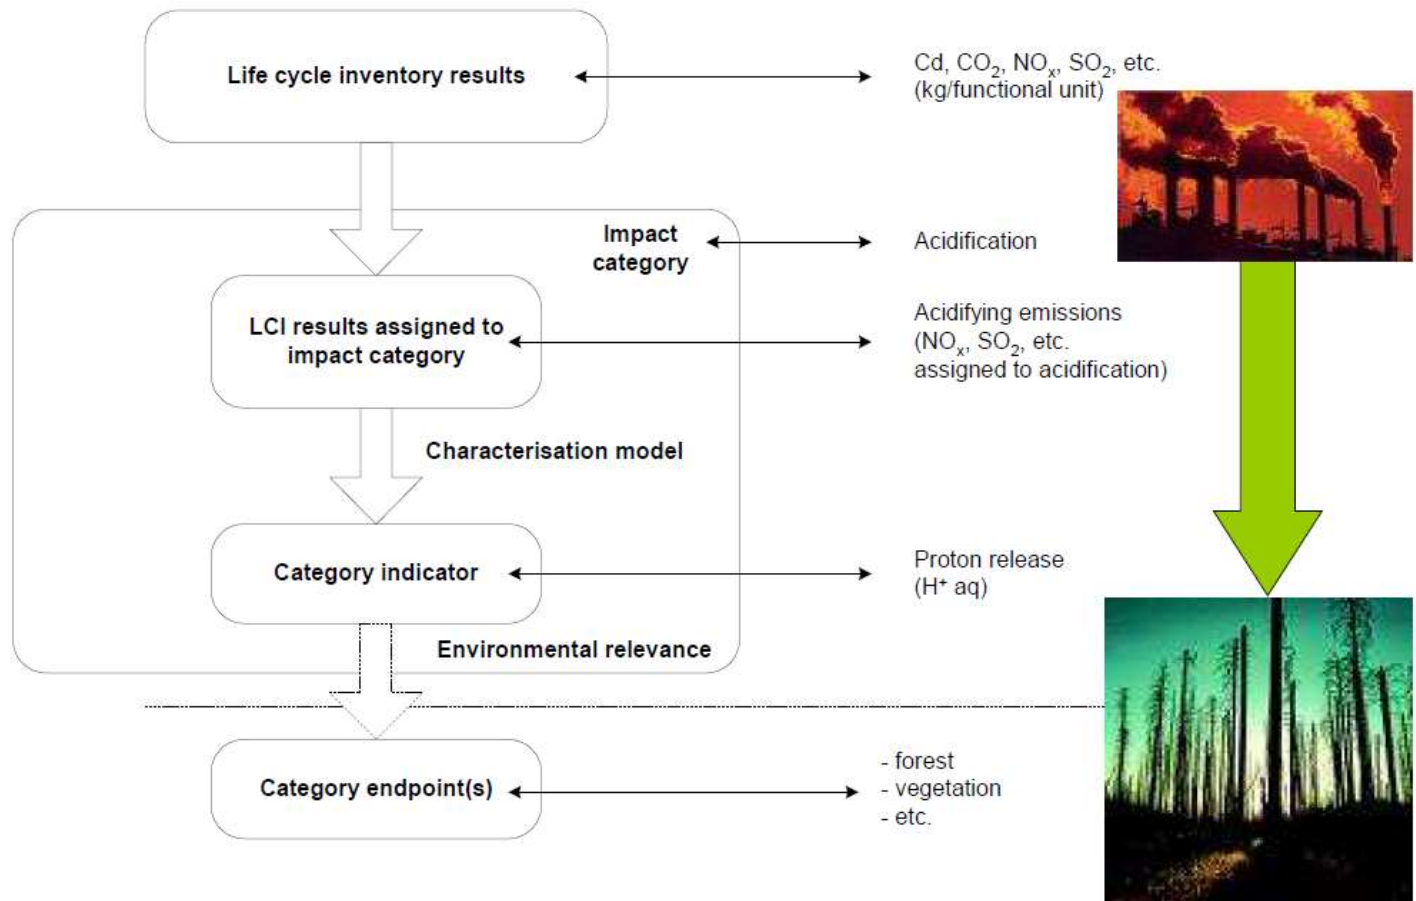 Life cycle inventory results
Cd, CO₂, NOₓ, SO₂, etc.
(kg/functional unit)
Impact
category
Acidification
LCI results assigned to
impact category
Acidifying emissions
(NOₓ, SO₂, etc.
assigned to acidification)
Characterisation model
Category indicator
Proton release
(H⁺ aq)
Environmental relevance
Category endpoint(s)
- forest
- vegetation
- etc.